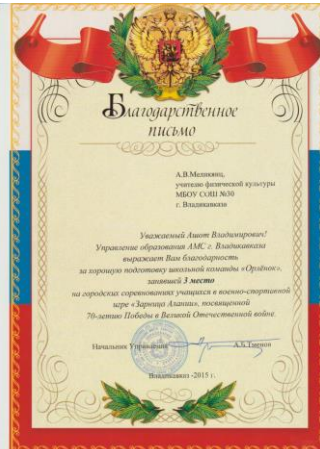 Благодарственное
письмо
А.В.Меликянц,
учителю физической культуры
МБОУ СОШ №30
г. Владикавказа
Уважаемый Ашот Владимирович!
Управление образования АМС г. Владикавказа
выражает Вам благодарность
за хорошую подготовку школьной команды «Орлёнок»,
занявшей 3 место
на городских соревнованиях учащихся в военно-спортивной
игре «Зарница Алании», посвященной
70-летию Победы в Великой Отечественной войне.
Начальник Управления
Владикавказ -2015 г.